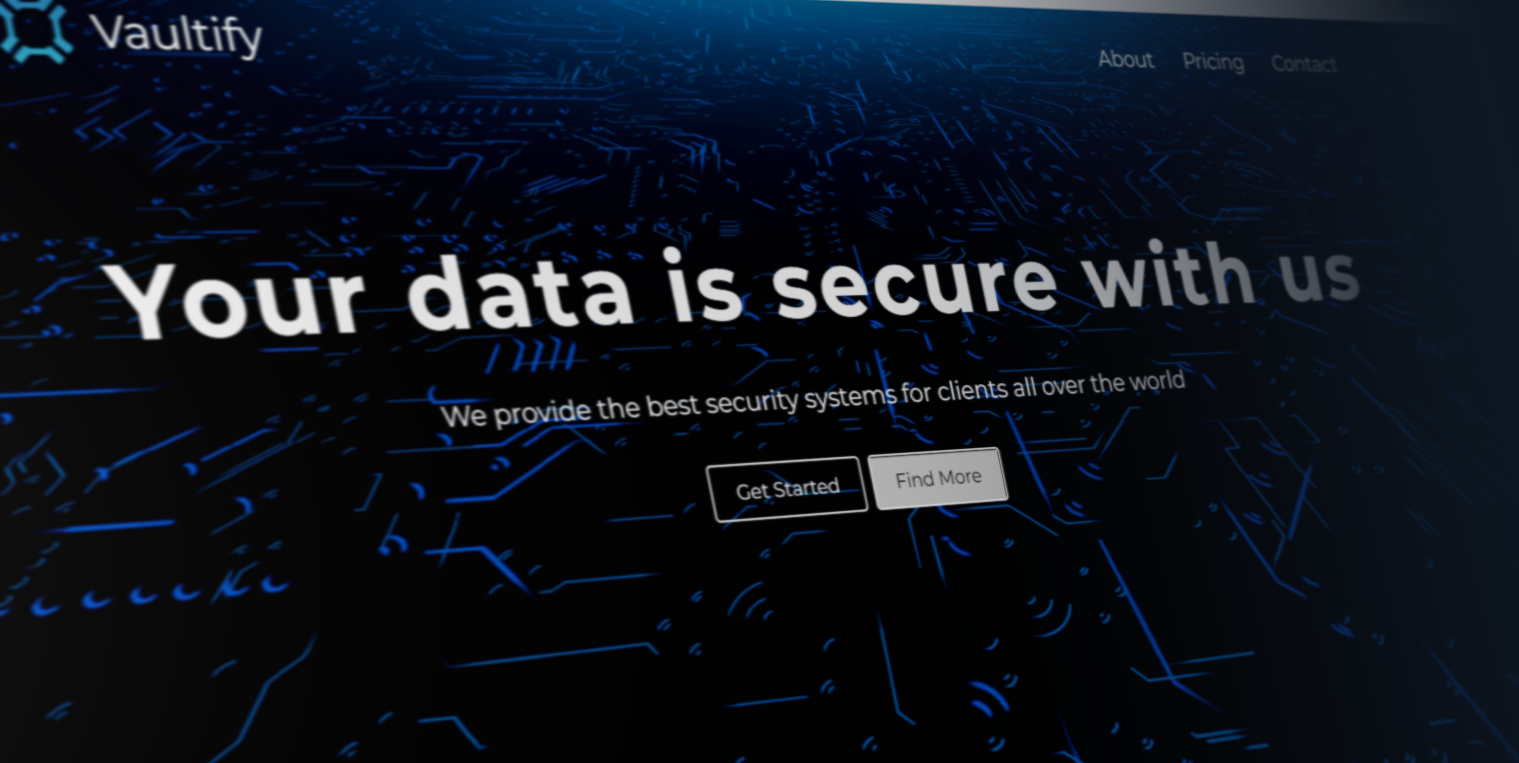 Vaultify
About Pricing Contact
Your data is secure with us
We provide the best security systems for clients all over the world
Get Started Find More